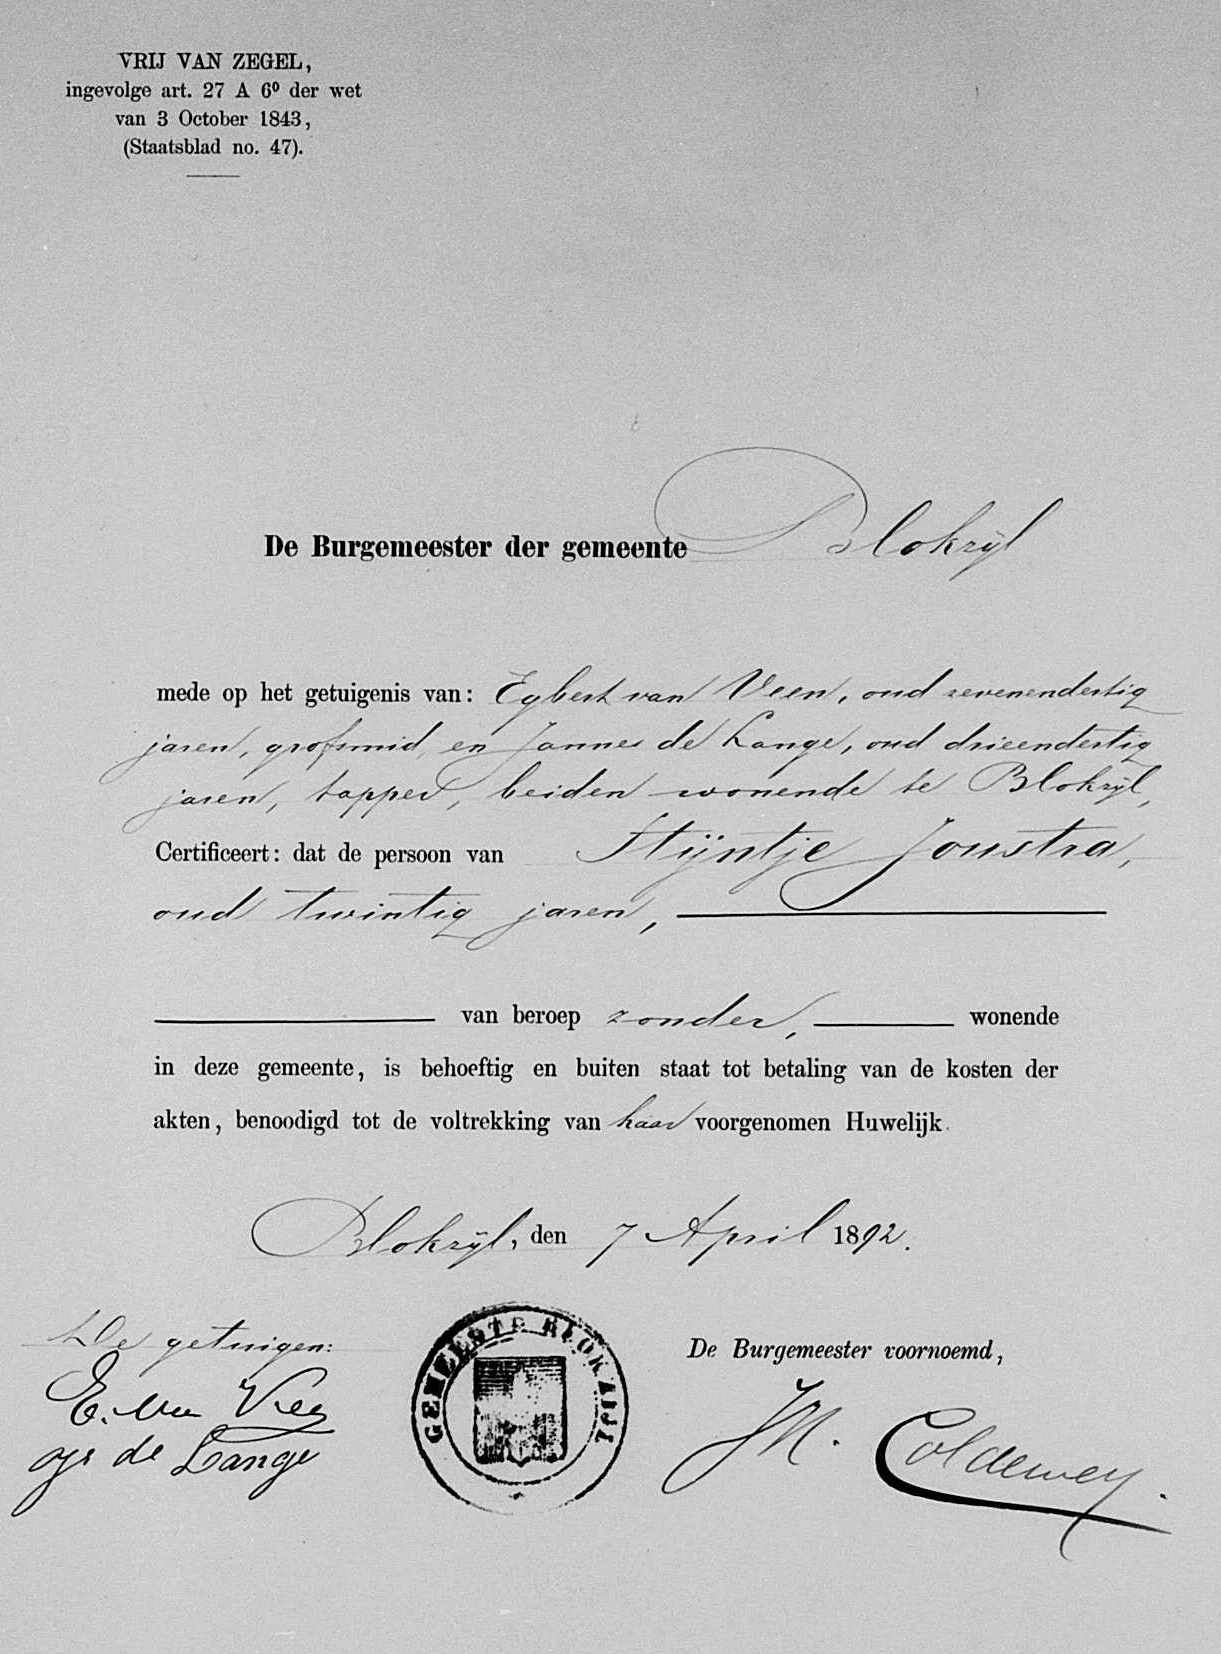 VRIJ VAN ZEGEL,
ingevolge art. 27 A 6º der wet
van 3 October 1843,
(Staatsblad no. 47).
De Burgemeester der gemeente Blokzijl
mede op het getuigenis van: Egbert van Veen, oud zevenendertig
jaren, grofsmid en Jannes de Lange, oud drieendertig
jaren, tapper, beiden wonende te Blokzijl,
Certificeert: dat de persoon van Stijntje Joustra,
oud twintig jaren,
van beroep zonder, wonende
in deze gemeente, is behoeftig en buiten staat tot betaling van de kosten der
akten, benoodigd tot de voltrekking van haar voorgenomen Huwelijk.
Blokzijl, den 7 April 1892.
De getuigen:
De Burgemeester voornoemd,
E. van Veen
de Lange
GEMEENTE BLOKZIJL
Coldewey.